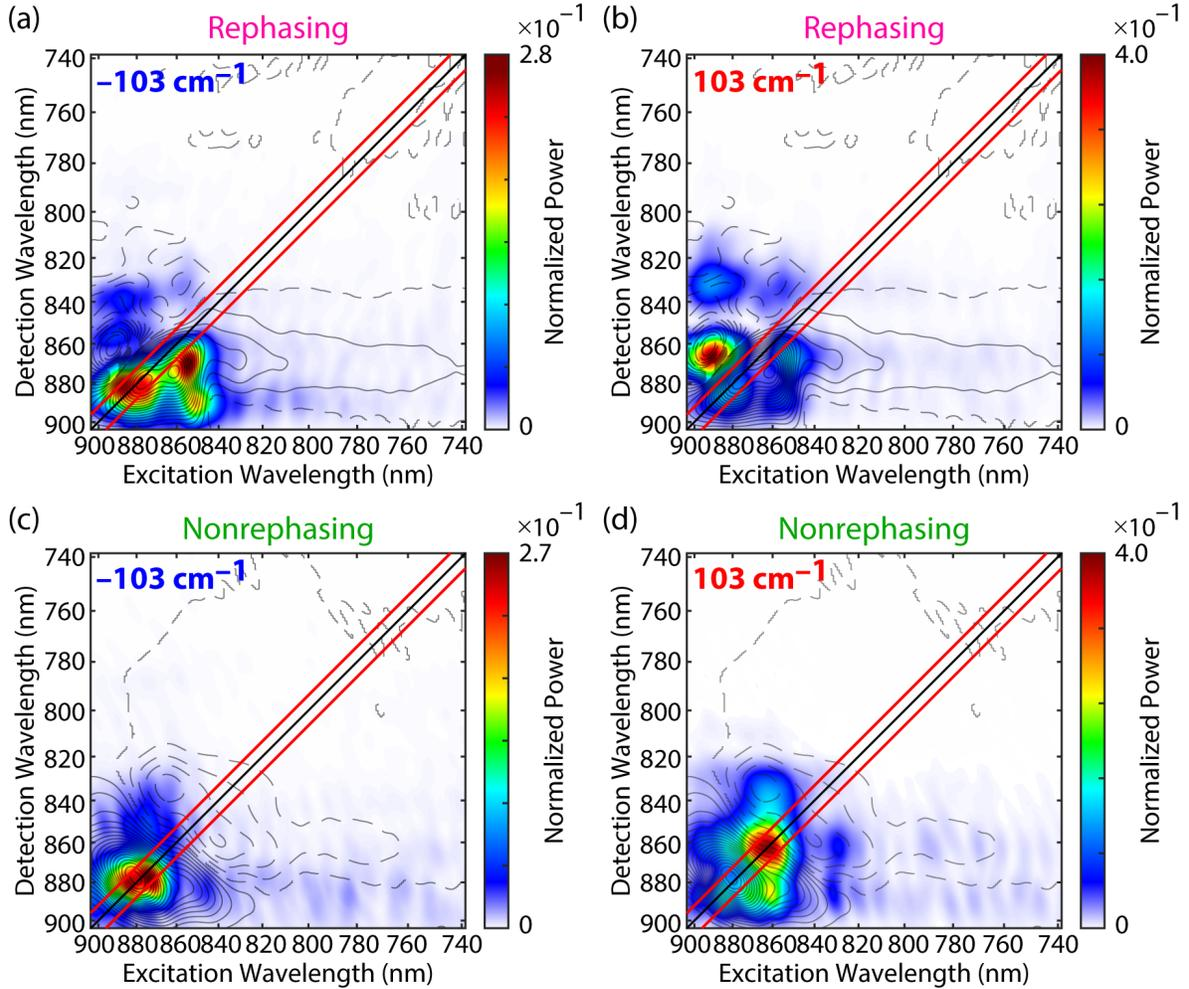 (a)
Rephasing
×10⁻¹
–103 cm⁻¹
2.8
0
Normalized Power
740
760
780
800
820
840
860
880
900
Detection Wavelength (nm)
900 880 860 840 820 800 780 760 740
Excitation Wavelength (nm)
(b)
Rephasing
×10⁻¹
103 cm⁻¹
4.0
0
Normalized Power
740
760
780
800
820
840
860
880
900
Detection Wavelength (nm)
900 880 860 840 820 800 780 760 740
Excitation Wavelength (nm)
(c)
Nonrephasing
×10⁻¹
–103 cm⁻¹
2.7
0
Normalized Power
740
760
780
800
820
840
860
880
900
Detection Wavelength (nm)
900 880 860 840 820 800 780 760 740
Excitation Wavelength (nm)
(d)
Nonrephasing
×10⁻¹
103 cm⁻¹
4.0
0
Normalized Power
740
760
780
800
820
840
860
880
900
Detection Wavelength (nm)
900 880 860 840 820 800 780 760 740
Excitation Wavelength (nm)